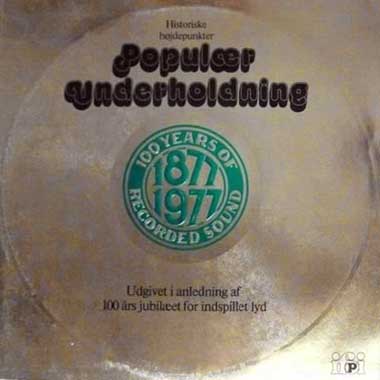 Historiske
højdepunkter
Populær
underholdning
100 YEARS OF
1877
1977
RECORDED SOUND
Udgivet i anledning af
100 års jubilæet for indspillet lyd
ifpi